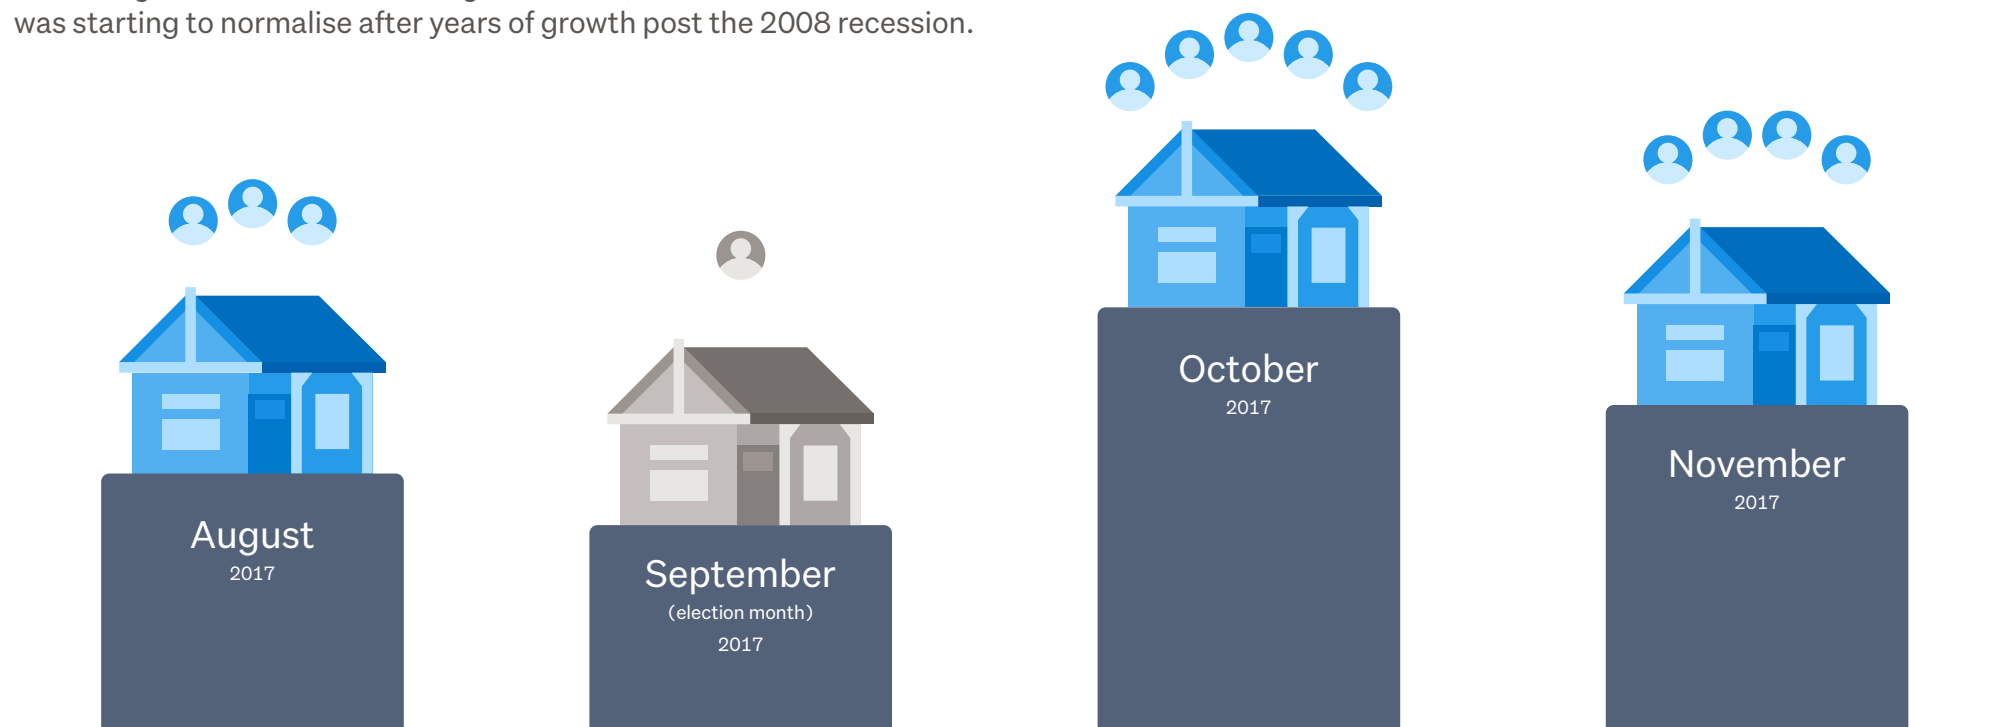 was starting to normalise after years of growth post the 2008 recession.
August
2017
September
(election month)
2017
October
2017
November
2017